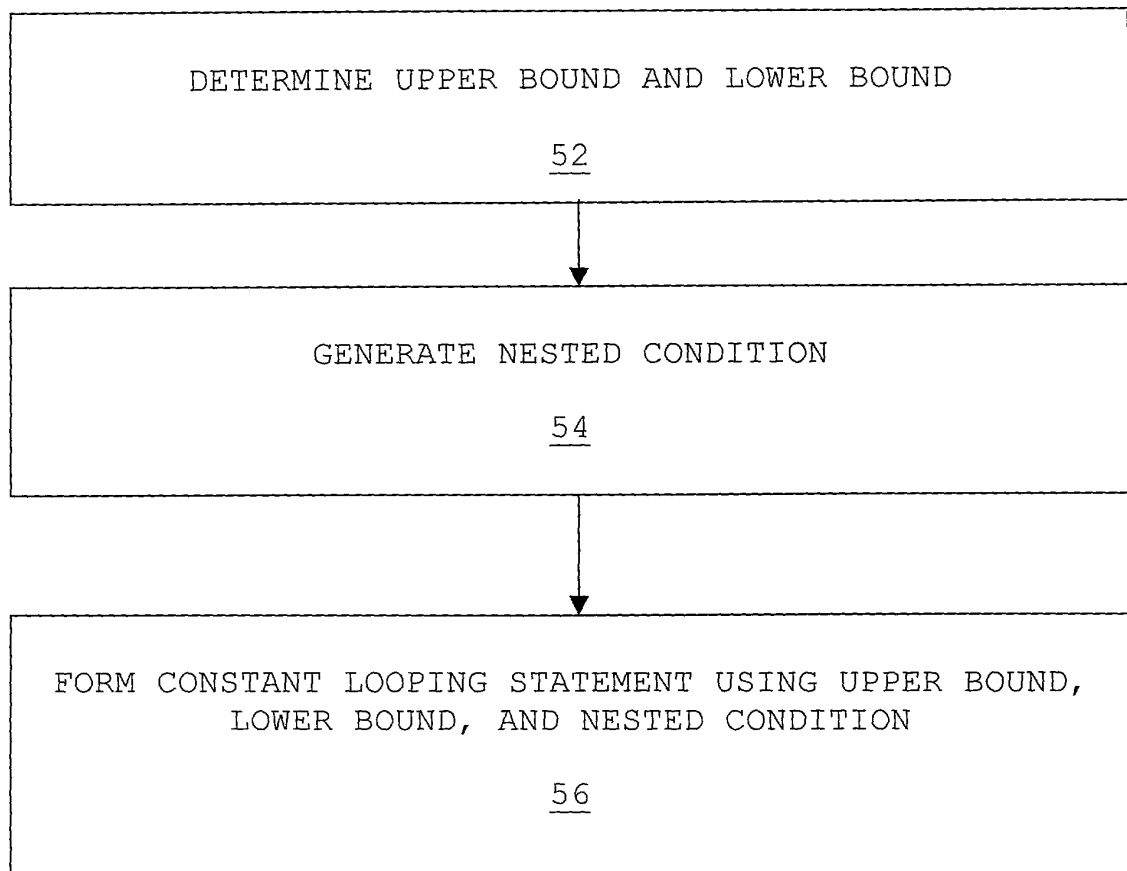 DETERMINE UPPER BOUND AND LOWER BOUND
52
GENERATE NESTED CONDITION
54
FORM CONSTANT LOOPING STATEMENT USING UPPER BOUND,
LOWER BOUND, AND NESTED CONDITION
56